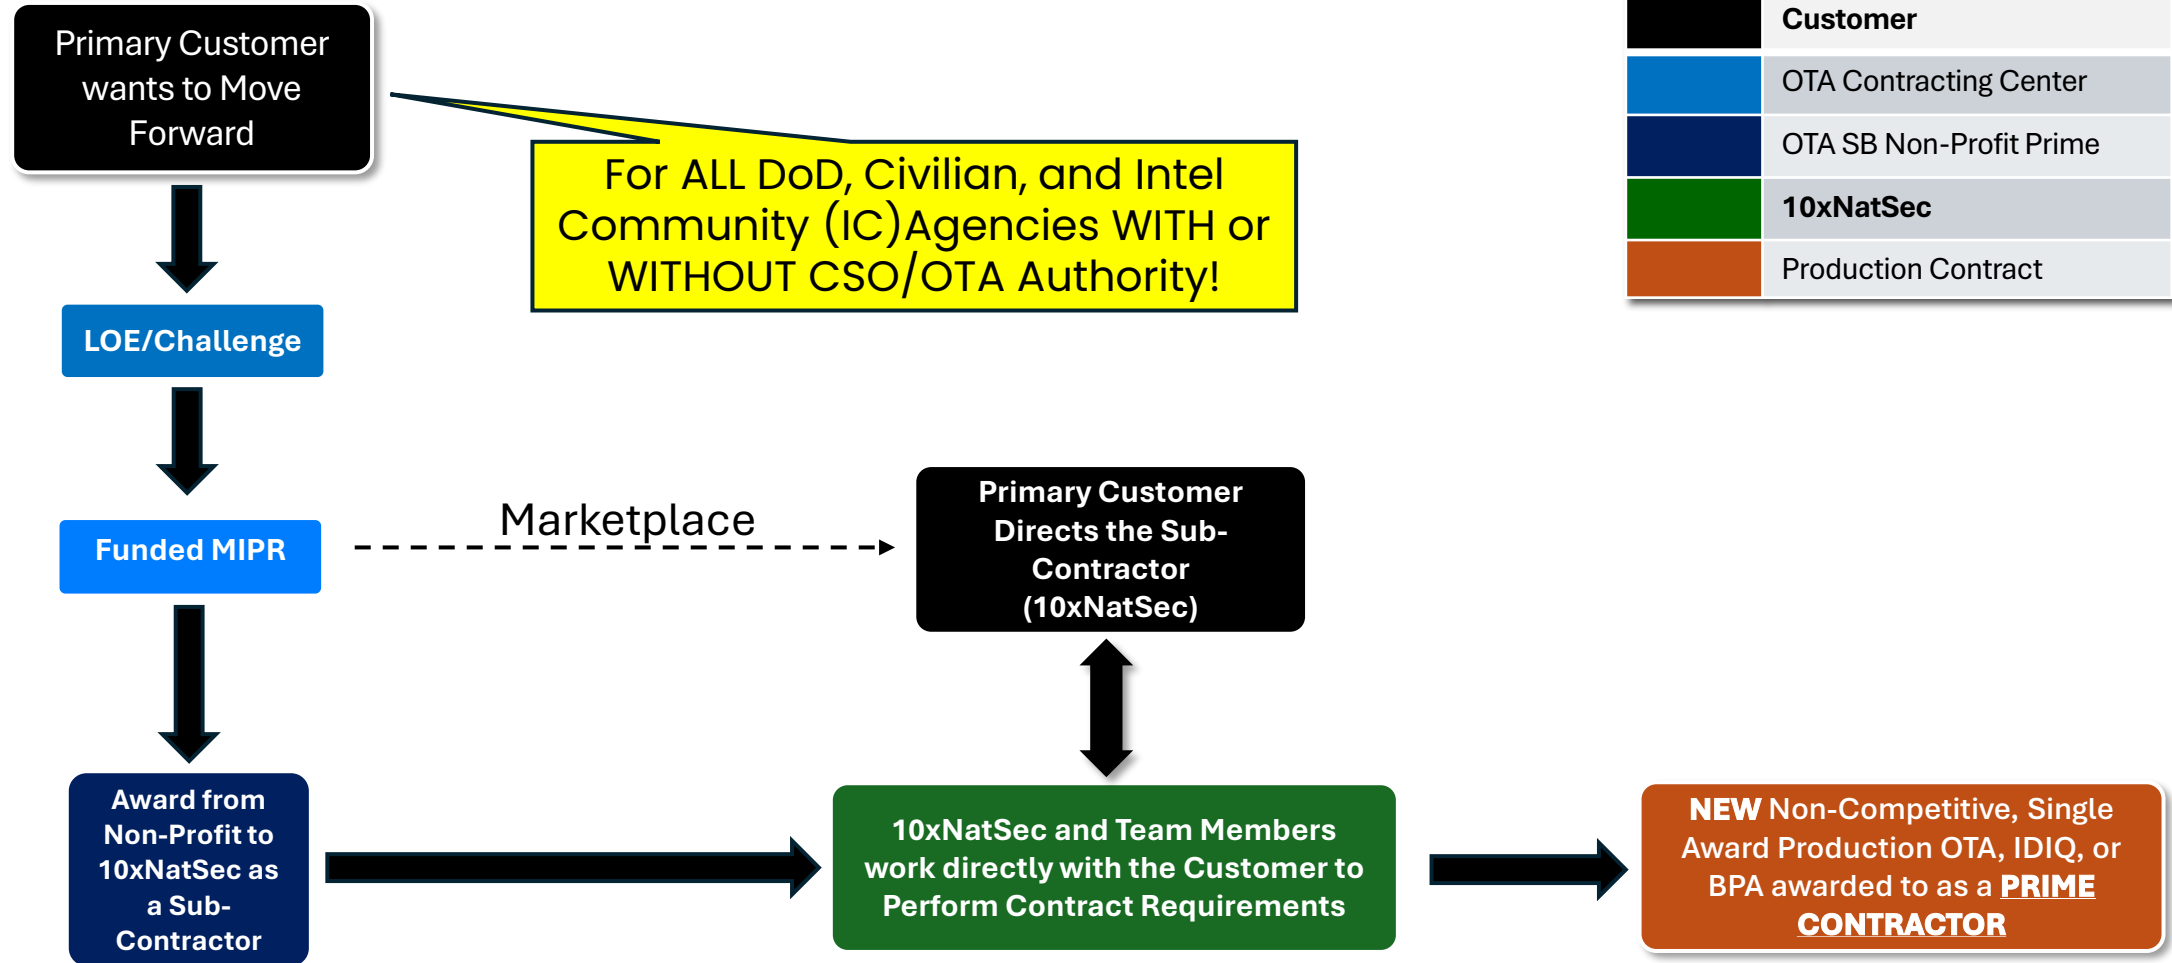 Primary Customer
wants to Move
Forward
For ALL DoD, Civilian, and Intel
Community (IC)Agencies WITH or
WITHOUT CSO/OTA Authority!
Customer
OTA Contracting Center
OTA SB Non-Profit Prime
10xNatSec
Production Contract
LOE/Challenge
Funded MIPR
Marketplace
Primary Customer
Directs the Sub-
Contractor
(10xNatSec)
Award from
Non-Profit to
10xNatSec as
a Sub-
Contractor
10xNatSec and Team Members
work directly with the Customer to
Perform Contract Requirements
NEW Non-Competitive, Single
Award Production OTA, IDIQ, or
BPA awarded to as a PRIME
CONTRACTOR